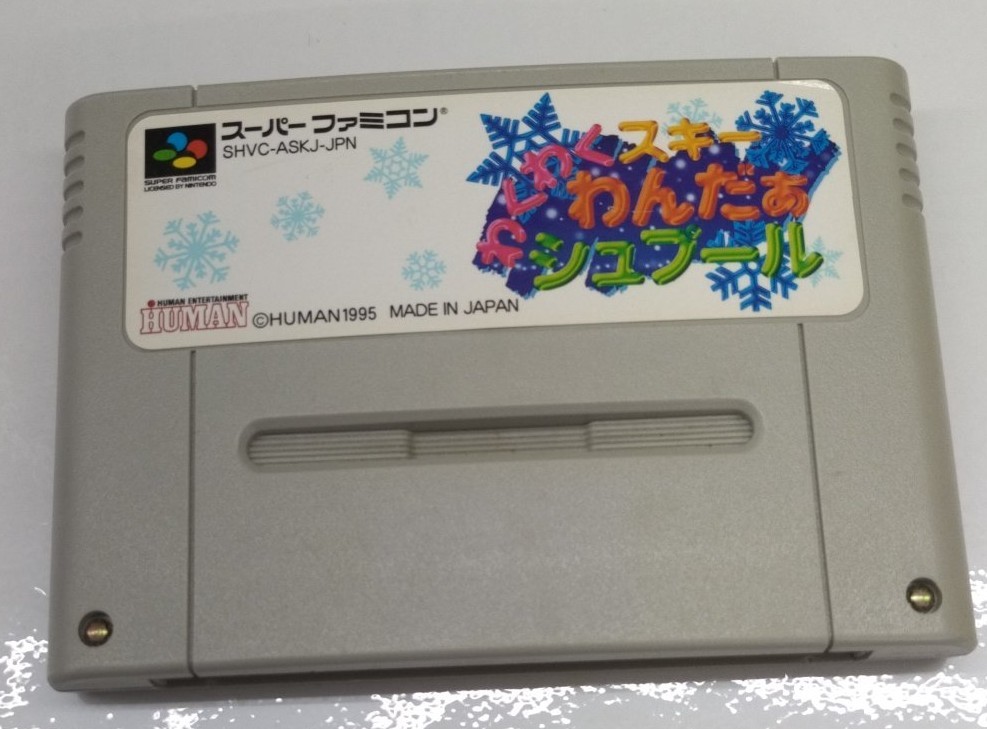 スーパーファミコン®
SHVC-ASKJ-JPN
SUPER FAMICOM
LICENSED BY NINTENDO
わくわくスキー
わんだぁ
シュプール
HUMAN ENTERTAINMENT
HUMAN
©HUMAN1995 MADE IN JAPAN